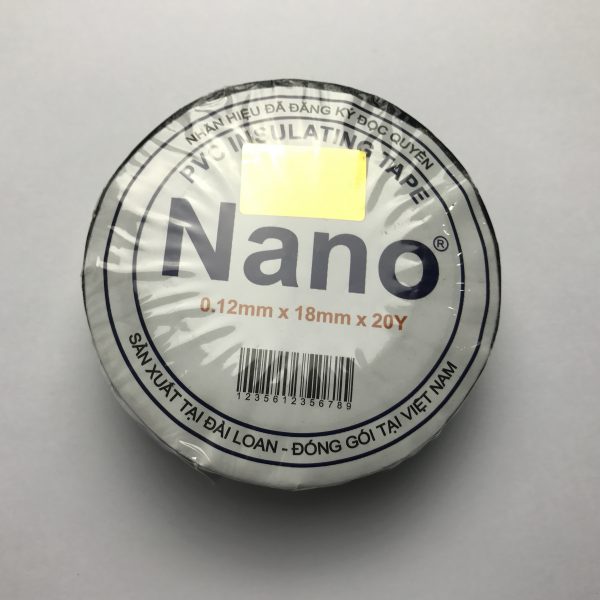 NHÃN HIỆU ĐÃ ĐĂNG KÝ ĐỘC QUYỀN
PVC INSULATING TAPE
Nano®
0.12mm x 18mm x 20Y
1235612356789
SẢN XUẤT TẠI ĐÀI LOAN - ĐÓNG GÓI TẠI VIỆT NAM